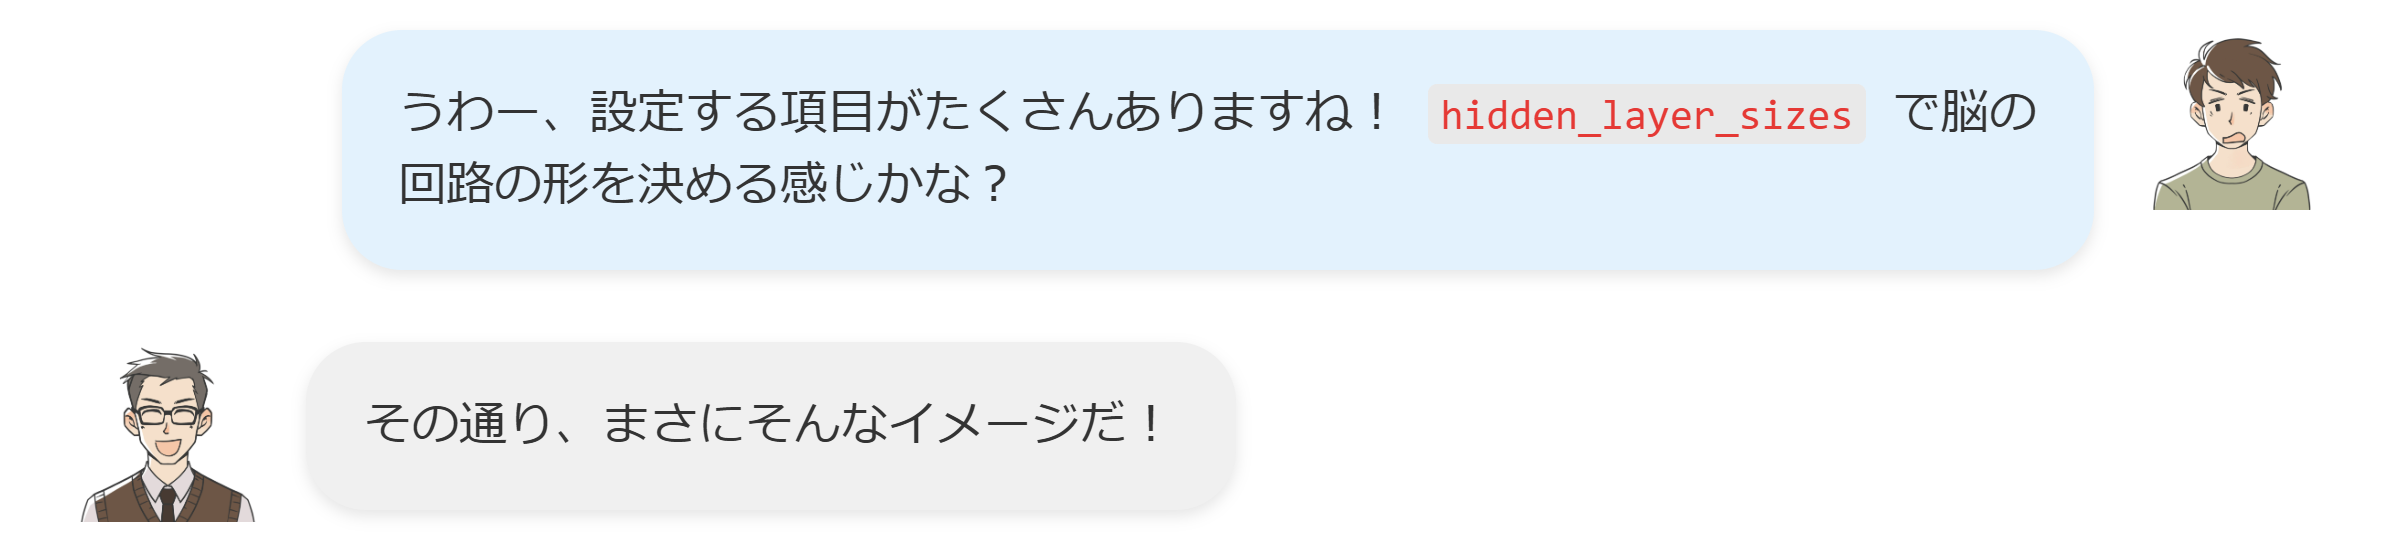 うわー、設定する項目がたくさんありますね！ hidden_layer_sizes で脳の
回路の形を決める感じかな？
その通り、まさにそんなイメージだ！